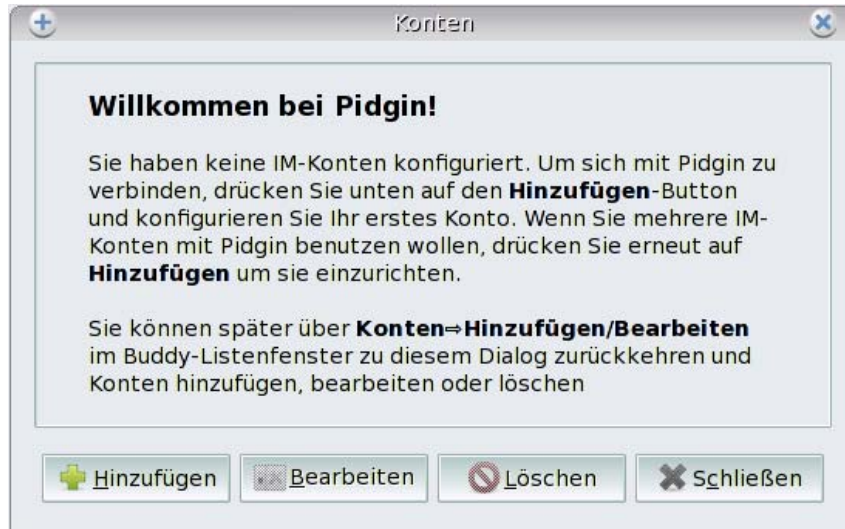 Konten
Willkommen bei Pidgin!
Sie haben keine IM-Konten konfiguriert. Um sich mit Pidgin zu
verbinden, drücken Sie unten auf den Hinzufügen-Button
und konfigurieren Sie Ihr erstes Konto. Wenn Sie mehrere IM-
Konten mit Pidgin benutzen wollen, drücken Sie erneut auf
Hinzufügen um sie einzurichten.
Sie können später über Konten⇨Hinzufügen/Bearbeiten
im Buddy-Listenfenster zu diesem Dialog zurückkehren und
Konten hinzufügen, bearbeiten oder löschen
Hinzufügen Bearbeiten Löschen Schließen